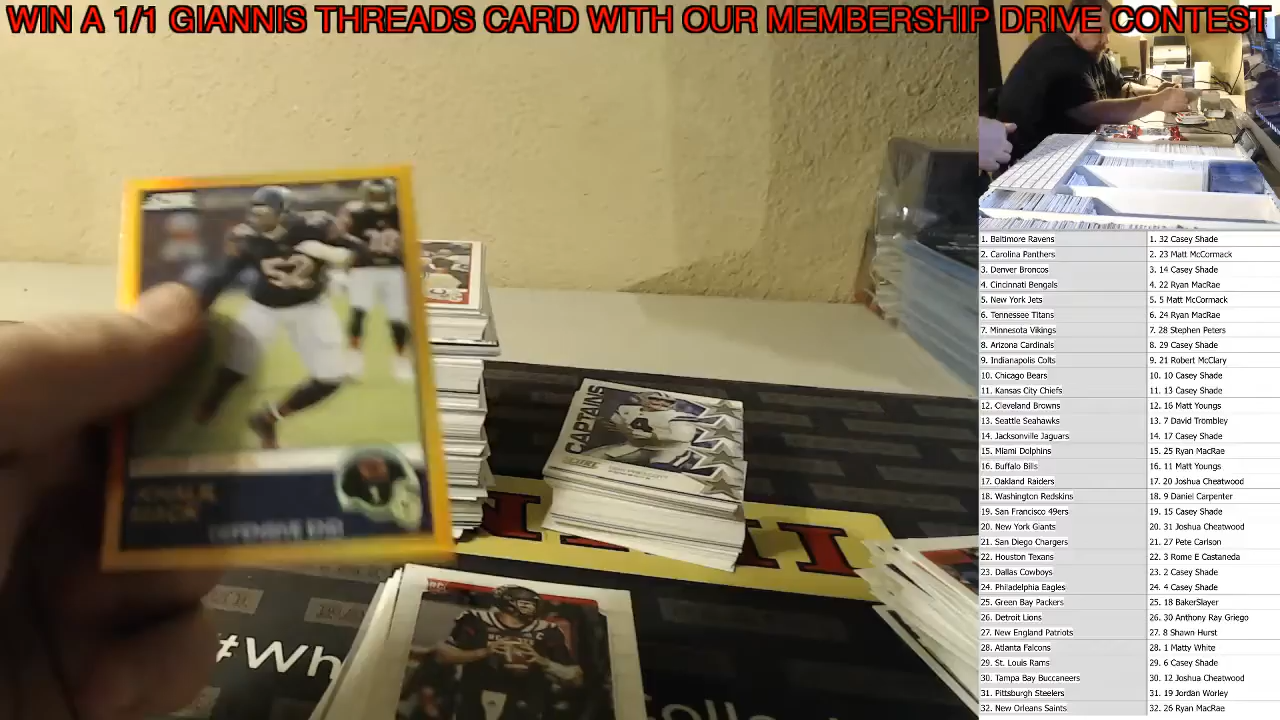 WIN A 1/1 GIANNIS THREADS CARD WITH OUR MEMBERSHIP DRIVE CONTEST
52
10
MACK
DEFENSIVE END
CAPTAINS
4
SCORE
RC
#Wh
1. Baltimore Ravens 1. 32 Casey Shade
2. Carolina Panthers 2. 23 Matt McCormack
3. Denver Broncos 3. 14 Casey Shade
4. Cincinnati Bengals 4. 22 Ryan MacRae
5. New York Jets 5. 5 Matt McCormack
6. Tennessee Titans 6. 24 Ryan MacRae
7. Minnesota Vikings 7. 28 Stephen Peters
8. Arizona Cardinals 8. 29 Casey Shade
9. Indianapolis Colts 9. 21 Robert McClary
10. Chicago Bears 10. 10 Casey Shade
11. Kansas City Chiefs 11. 13 Casey Shade
12. Cleveland Browns 12. 16 Matt Youngs
13. Seattle Seahawks 13. 7 David Trombley
14. Jacksonville Jaguars 14. 17 Casey Shade
15. Miami Dolphins 15. 25 Ryan MacRae
16. Buffalo Bills 16. 11 Matt Youngs
17. Oakland Raiders 17. 20 Joshua Cheatwood
18. Washington Redskins 18. 9 Daniel Carpenter
19. San Francisco 49ers 19. 15 Casey Shade
20. New York Giants 20. 31 Joshua Cheatwood
21. San Diego Chargers 21. 27 Pete Carlson
22. Houston Texans 22. 3 Rome E Castaneda
23. Dallas Cowboys 23. 2 Casey Shade
24. Philadelphia Eagles 24. 4 Casey Shade
25. Green Bay Packers 25. 18 BakerSlayer
26. Detroit Lions 26. 30 Anthony Ray Griego
27. New England Patriots 27. 8 Shawn Hurst
28. Atlanta Falcons 28. 1 Matty White
29. St. Louis Rams 29. 6 Casey Shade
30. Tampa Bay Buccaneers 30. 12 Joshua Cheatwood
31. Pittsburgh Steelers 31. 19 Jordan Worley
32. New Orleans Saints 32. 26 Ryan MacRae